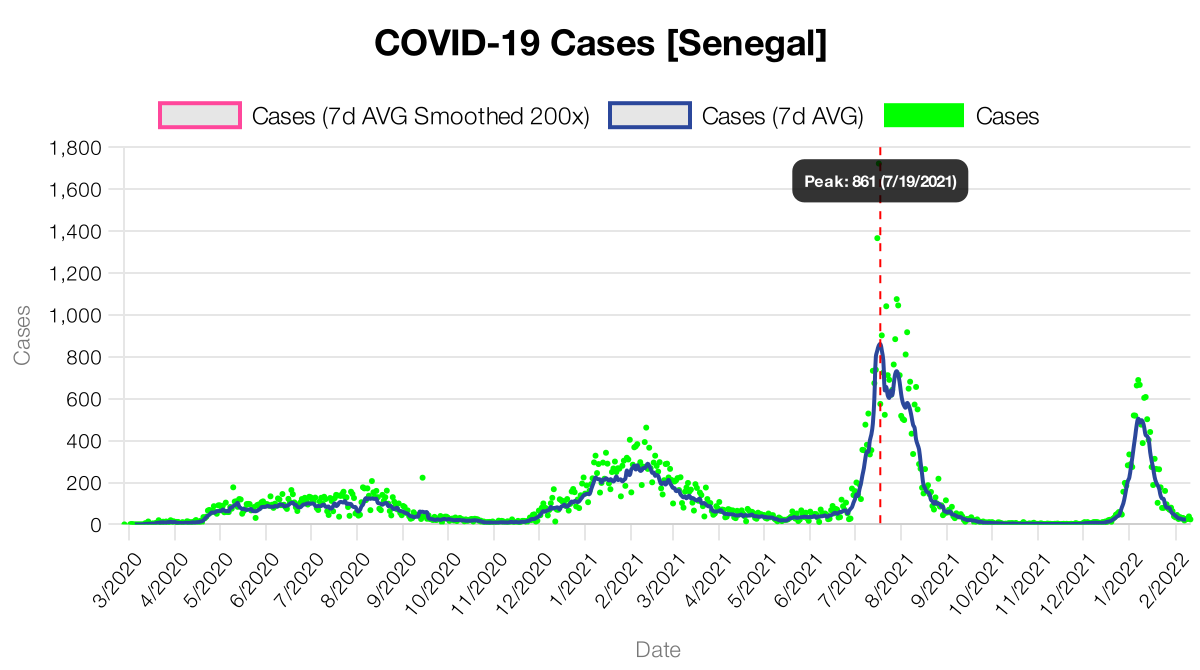 COVID-19 Cases [Senegal]
Cases (7d AVG Smoothed 200x) Cases (7d AVG) Cases
1,800
1,600
1,400
1,200
1,000
800
600
400
200
0
Peak: 861 (7/19/2021)
Cases
3/2020 4/2020 5/2020 6/2020 7/2020 8/2020 9/2020 10/2020 11/2020 12/2020 1/2021 2/2021 3/2021 4/2021 5/2021 6/2021 7/2021 8/2021 9/2021 10/2021 11/2021 12/2021 1/2022 2/2022
Date